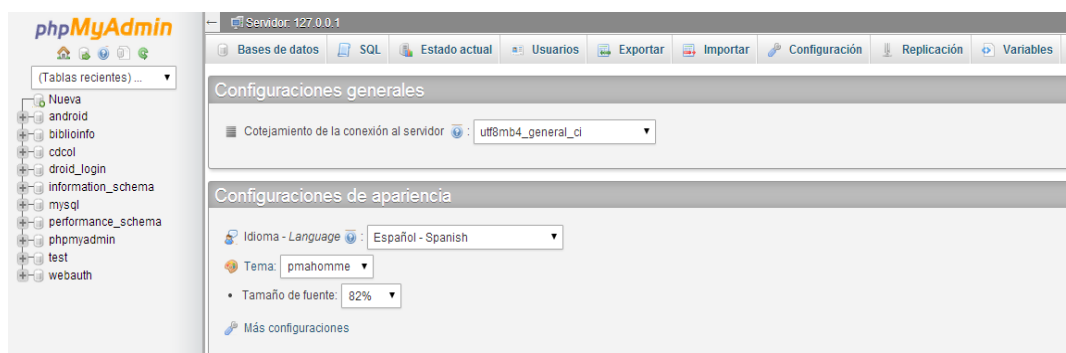 phpMyAdmin
(Tablas recientes) ...
Nueva
android
biblioinfo
cdcol
droid_login
information_schema
mysql
performance_schema
phpmyadmin
test
webauth
Servidor: 127.0.0.1
Bases de datos SQL Estado actual Usuarios Exportar Importar Configuración Replicación Variables
Configuraciones generales
Cotejamiento de la conexión al servidor : utf8mb4_general_ci
Configuraciones de apariencia
Idioma - Language : Español - Spanish
Tema: pmahomme
• Tamaño de fuente: 82%
Más configuraciones